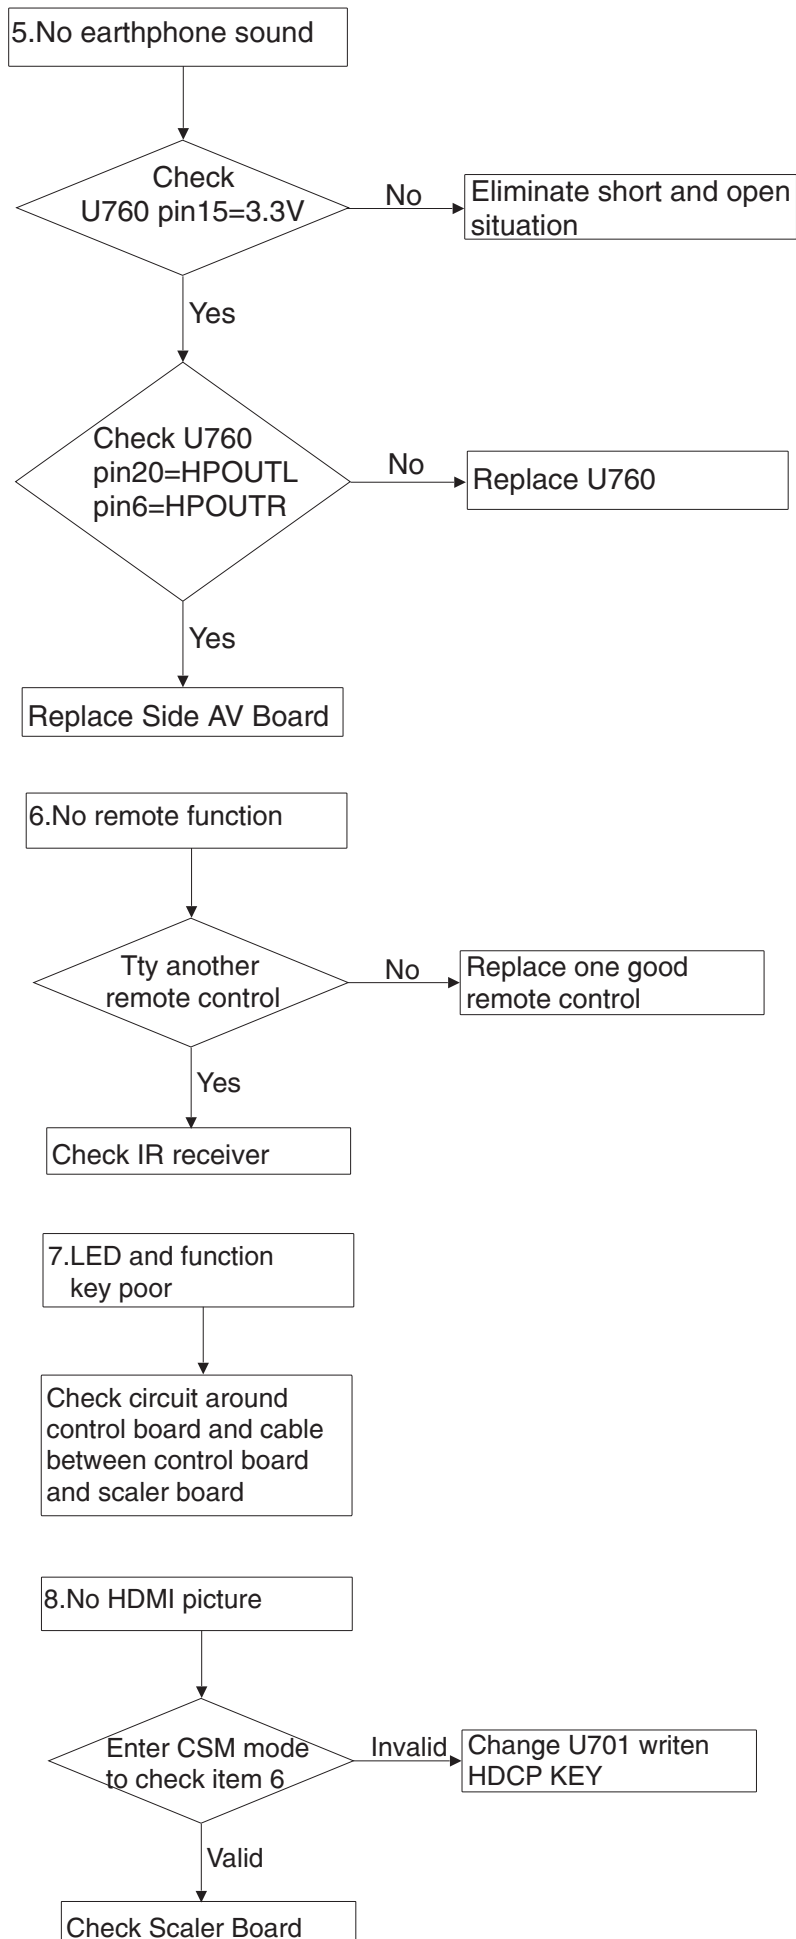 5.No earthphone sound
Check
U760 pin15=3.3V
No
Eliminate short and open
situation
Yes
Check U760
pin20=HPOUTL
pin6=HPOUTR
No
Replace U760
Yes
Replace Side AV Board
6.No remote function
Tty another
remote control
No
Replace one good
remote control
Yes
Check IR receiver
7.LED and function
key poor
Check circuit around
control board and cable
between control board
and scaler board
8.No HDMI picture
Enter CSM mode
to check item 6
Invalid
Change U701 writen
HDCP KEY
Valid
Check Scaler Board